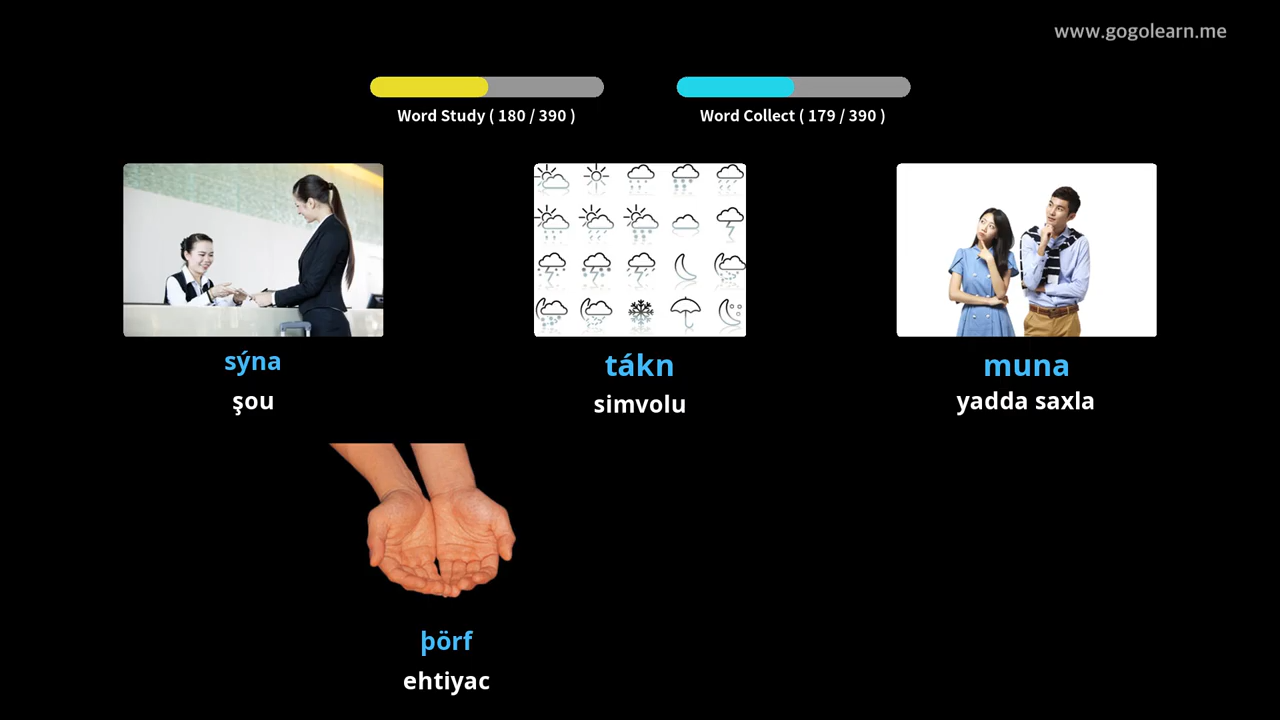 www.gogolearn.me
Word Study ( 180 / 390 )
Word Collect ( 179 / 390 )
sýna
şou
tákn
simvolu
muna
yadda saxla
þörf
ehtiyac